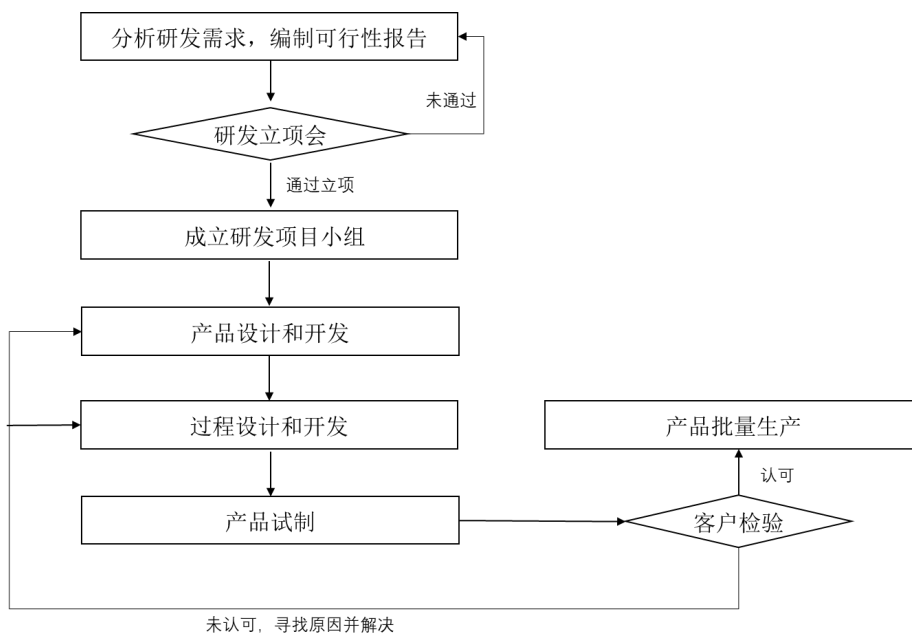 分析研发需求，编制可行性报告
未通过
研发立项会
通过立项
成立研发项目小组
产品设计和开发
过程设计和开发
产品批量生产
认可
产品试制
客户检验
未认可，寻找原因并解决